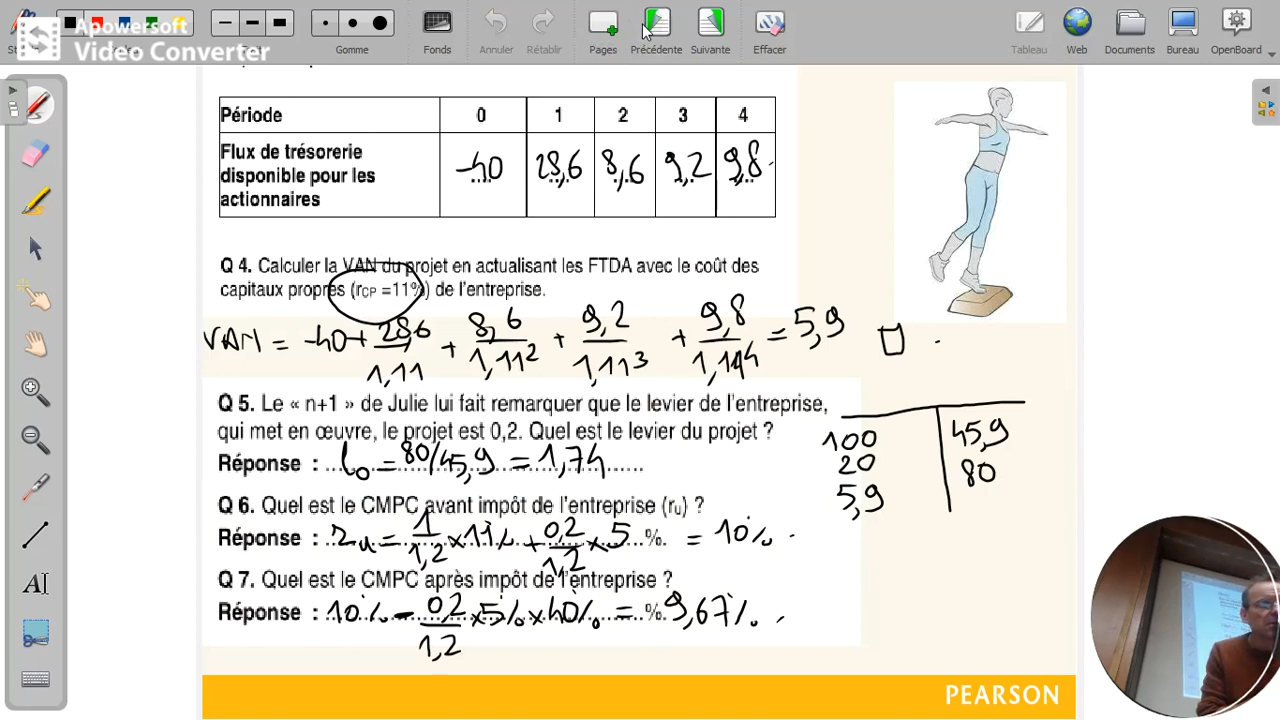 Apowersoft
Video Converter
Gomme
Fonds
Annuler
Rétablir
Pages
Précédente
Suivante
Effacer
Tableau
Web
Documents
Bureau
OpenBoard
Période 0 1 2 3 4
Flux de trésorerie
disponible pour les
actionnaires
-40 28,6 8,6 9,2 9,8
Q 4. Calculer la VAN du projet en actualisant les FTDA avec le coût des
capitaux propres (rCP =11%) de l'entreprise.
VAN = -40 + 28,6/1,11 + 8,6/1,11² + 9,2/1,11³ + 9,8/1,11⁴ = 5,9
Q 5. Le « n+1 » de Julie lui fait remarquer que le levier de l'entreprise,
qui met en œuvre, le projet est 0,2. Quel est le levier du projet ?
Réponse : l₀ = 80/45,9 = 1,74
100 45,9
20 80
5,9
Q 6. Quel est le CMPC avant impôt de l'entreprise (ru) ?
Réponse : ru = 1/1,2 × 11% + 0,2/1,2 × 5 % = 10%
Q 7. Quel est le CMPC après impôt de l'entreprise ?
Réponse : 10% - 0,2/1,2 × 5% × 40% = % 9,67%
PEARSON